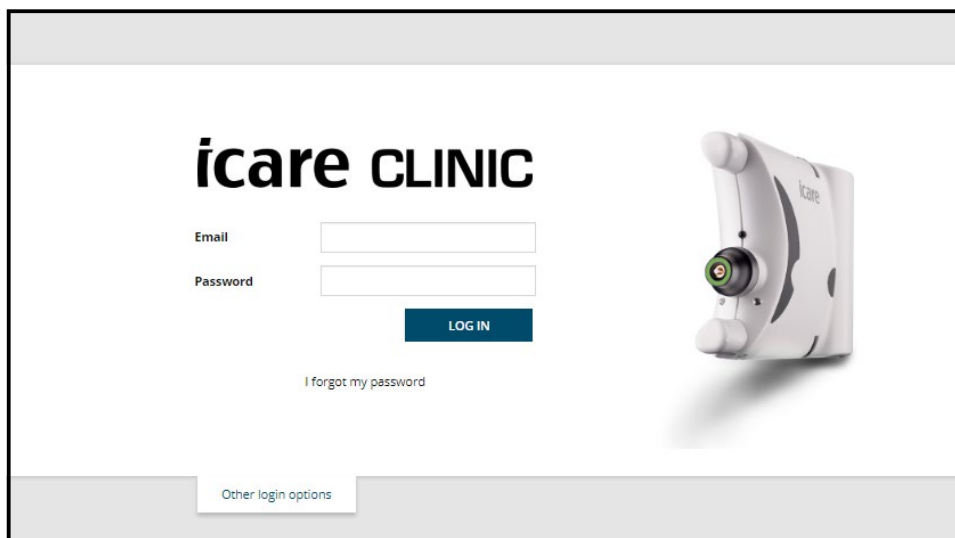 icare CLINIC
Email
Password
LOG IN
I forgot my password
Other login options
icare